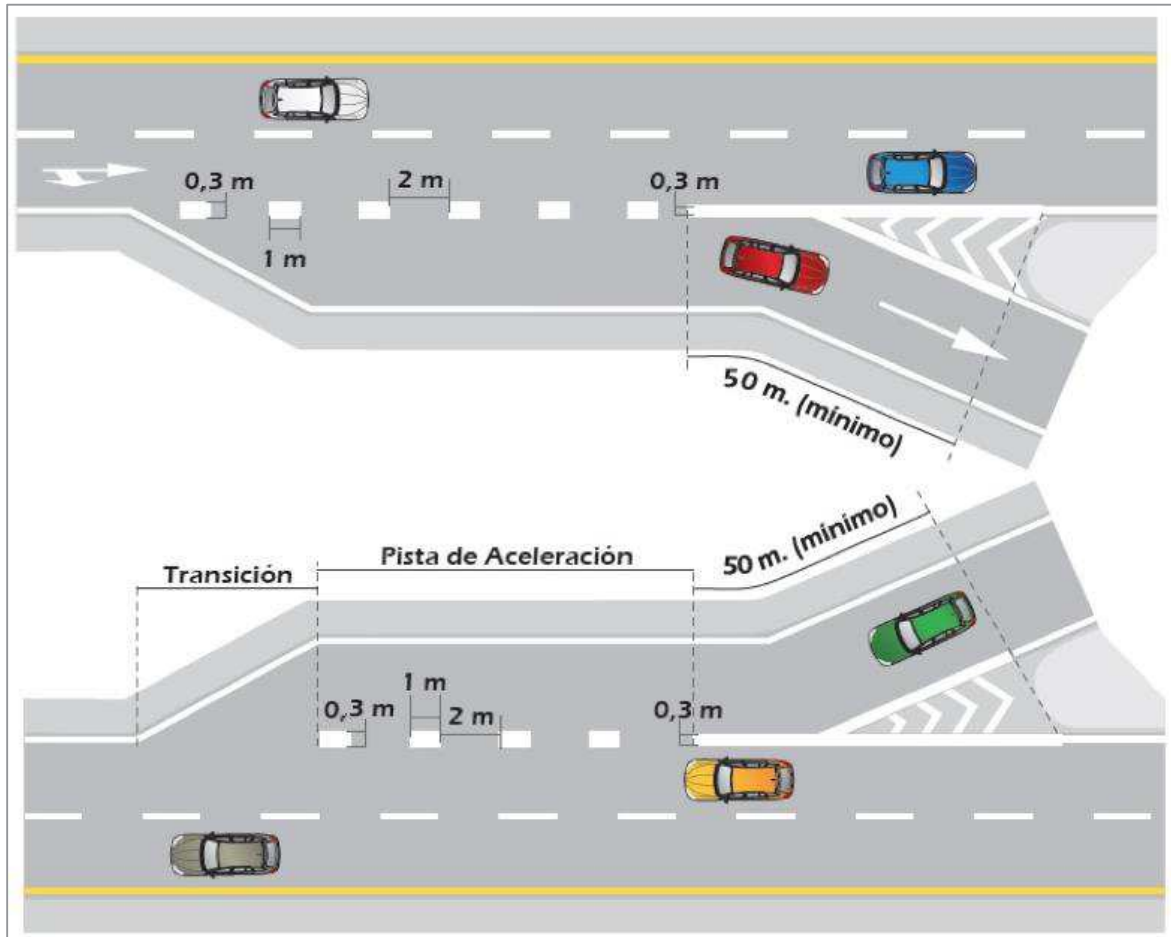 0,3 m
2 m
0,3 m
1 m
50 m. (mínimo)
50 m. (mínimo)
Pista de Aceleración
Transición
1 m
0,3 m
2 m
0,3 m